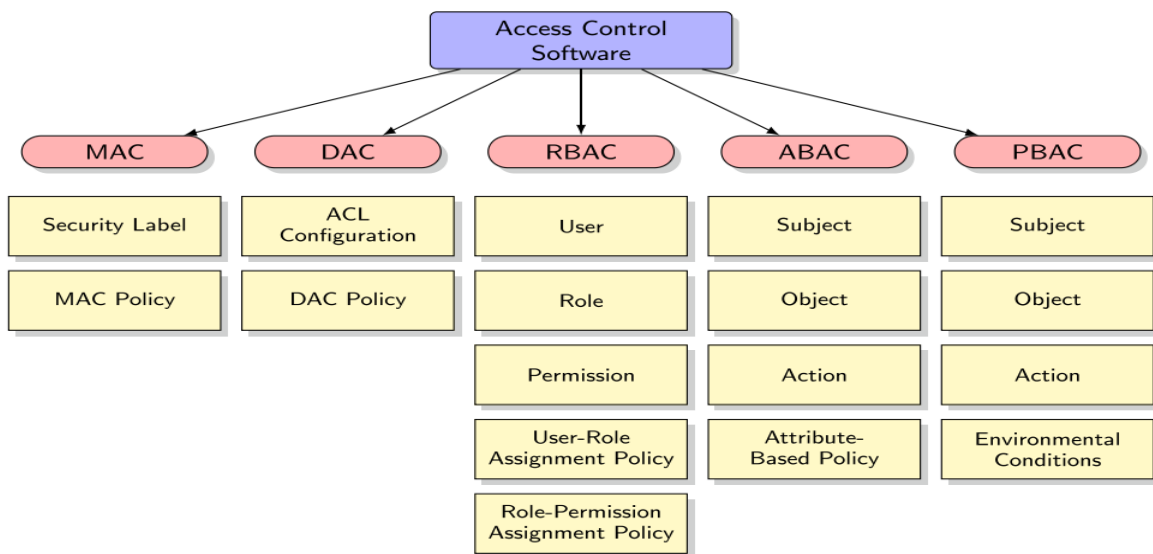 Access Control
Software
MAC
DAC
RBAC
ABAC
PBAC
Security Label
ACL
Configuration
User
Subject
Subject
MAC Policy
DAC Policy
Role
Object
Object
Permission
Action
Action
User-Role
Assignment Policy
Attribute-
Based Policy
Environmental
Conditions
Role-Permission
Assignment Policy